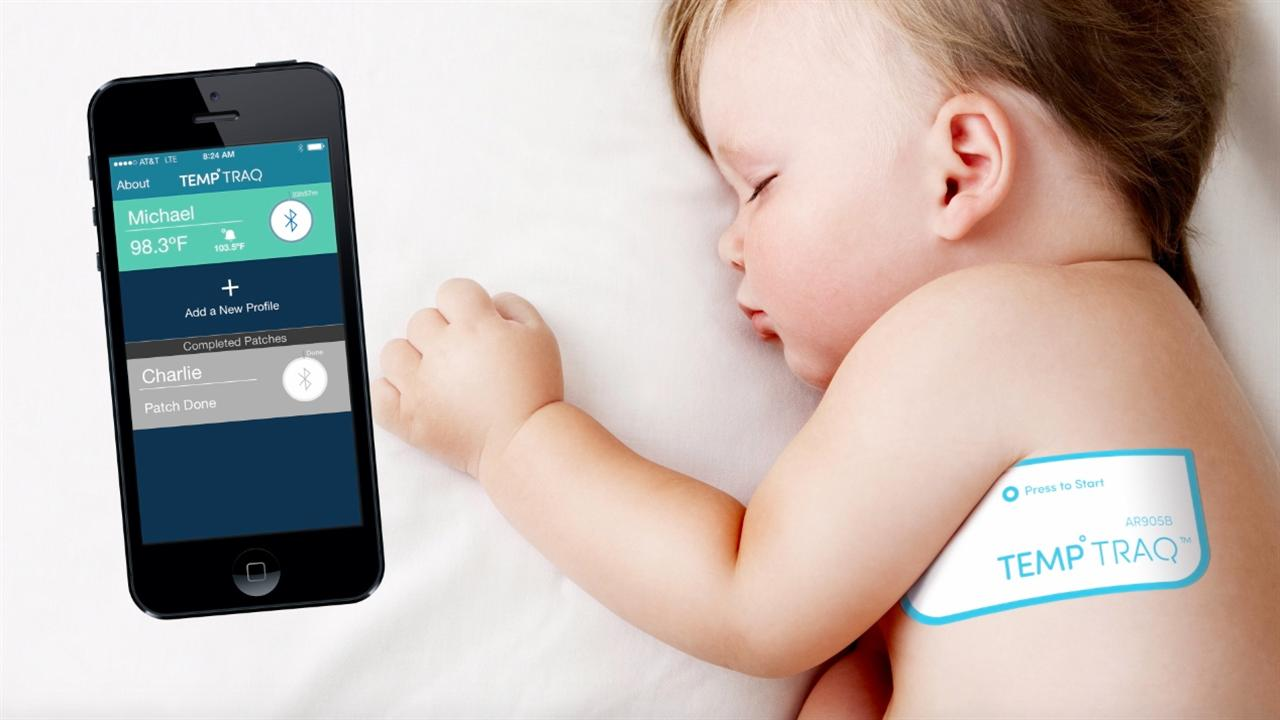 AT&T LTE 8:24 AM
About TEMP° TRAQ
23h57m
Michael
98.3°F 103.5°F
+
Add a New Profile
Completed Patches
Done
Charlie
Patch Done
Press to Start
AR905B
TEMP° TRAQ™